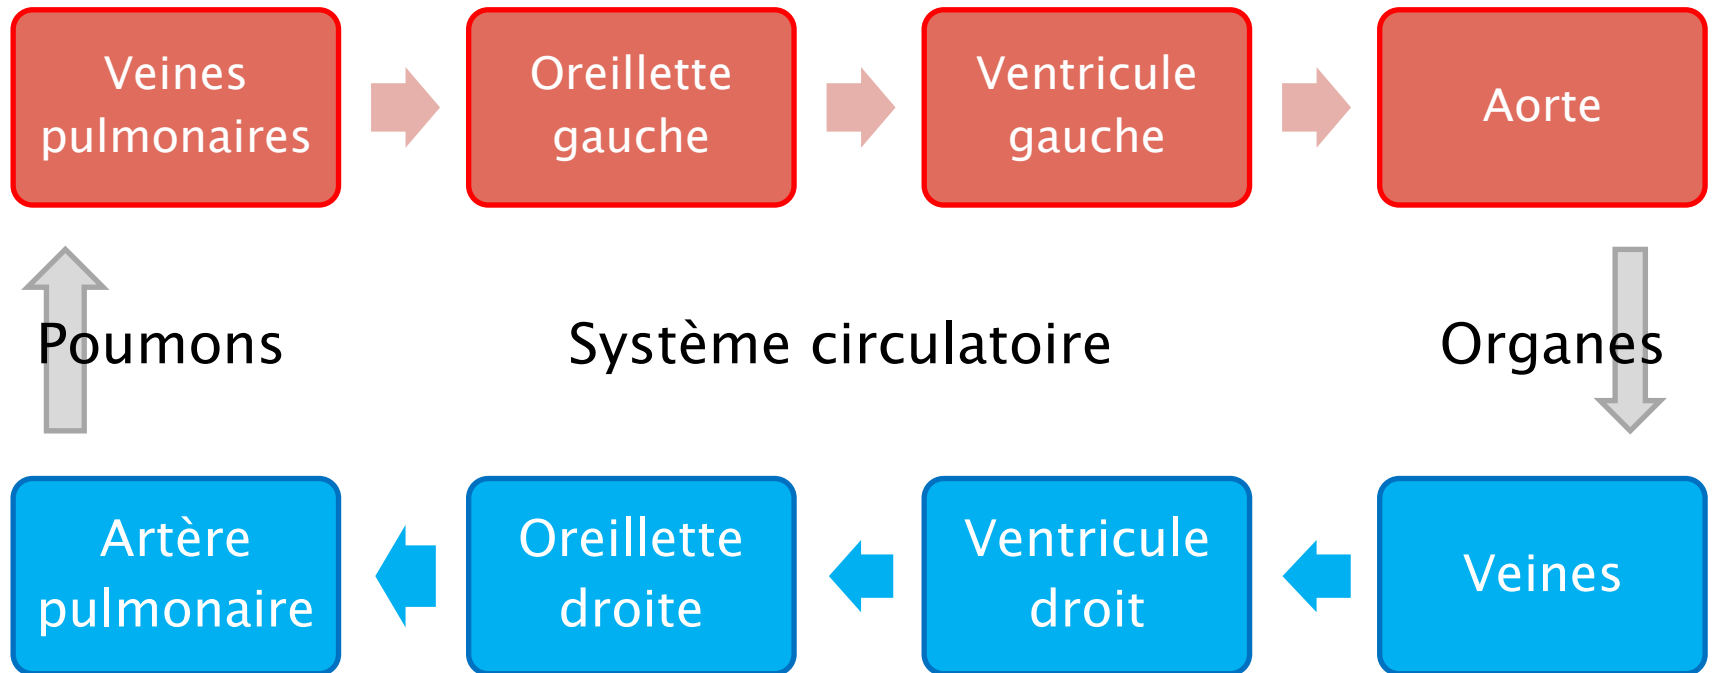 Veines
pulmonaires
Oreillette
gauche
Ventricule
gauche
Aorte
Poumons
Système circulatoire
Organes
Artère
pulmonaire
Oreillette
droite
Ventricule
droit
Veines